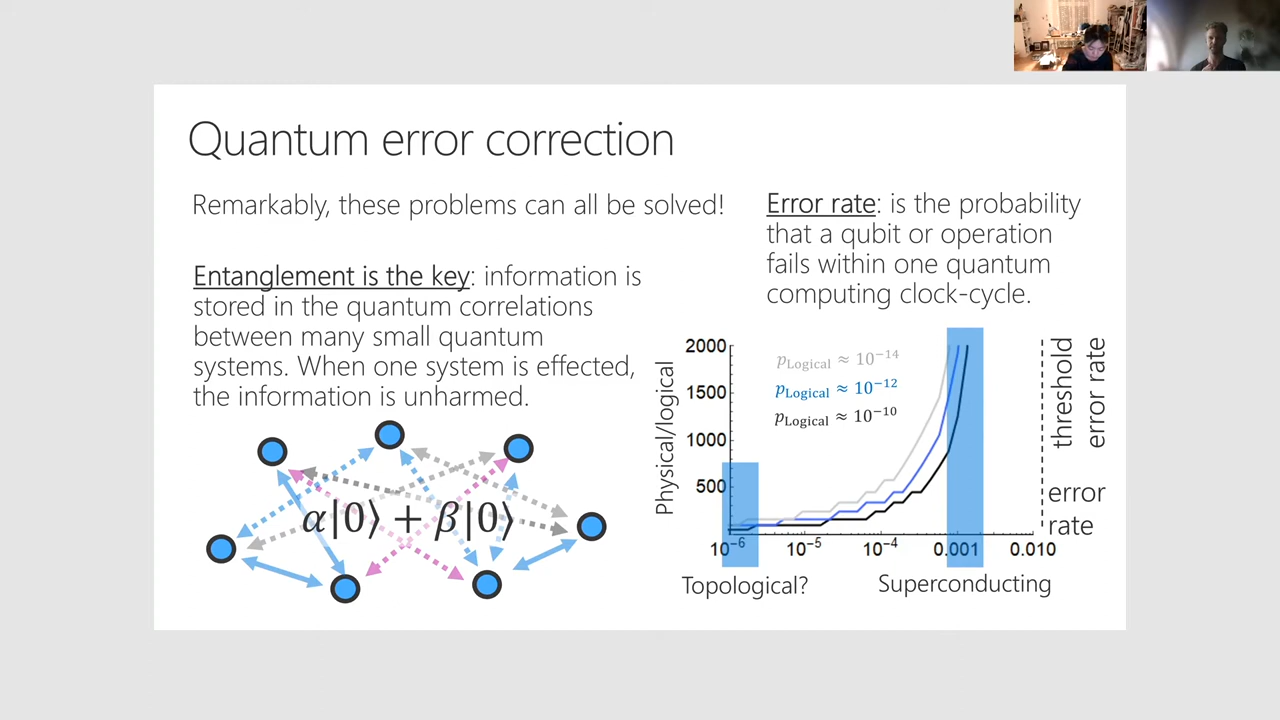 Quantum error correction
Remarkably, these problems can all be solved!
Entanglement is the key: information is
stored in the quantum correlations
between many small quantum
systems. When one system is effected,
the information is unharmed.
α|0⟩ + β|0⟩
Error rate: is the probability
that a qubit or operation
fails within one quantum
computing clock-cycle.
Physical/logical
2000
1500
1000
500
pLogical ≈ 10⁻¹⁴
pLogical ≈ 10⁻¹²
pLogical ≈ 10⁻¹⁰
threshold
error rate
error
rate
10⁻⁶ 10⁻⁵ 10⁻⁴ 0.001 0.010
Topological? Superconducting